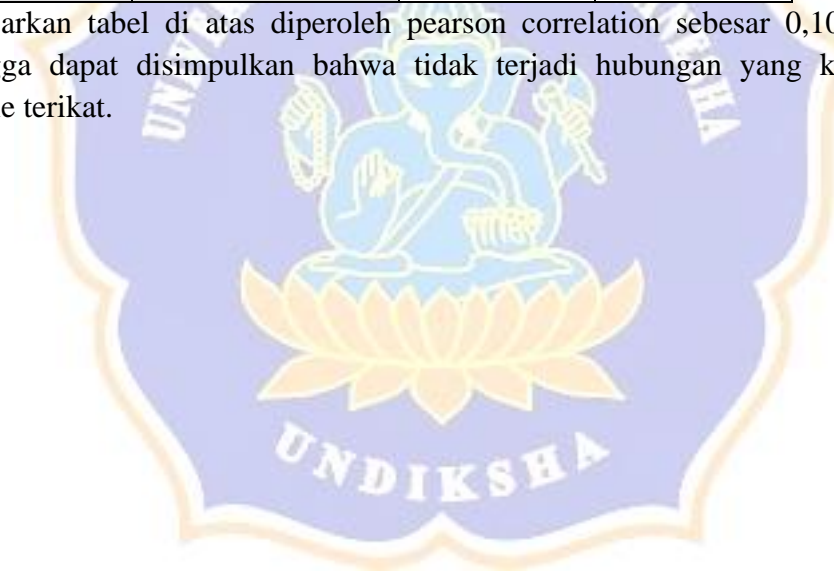 arkan tabel di atas diperoleh pearson correlation sebesar 0,10
gga dapat disimpulkan bahwa tidak terjadi hubungan yang k
e terikat.
UNDIKSHA